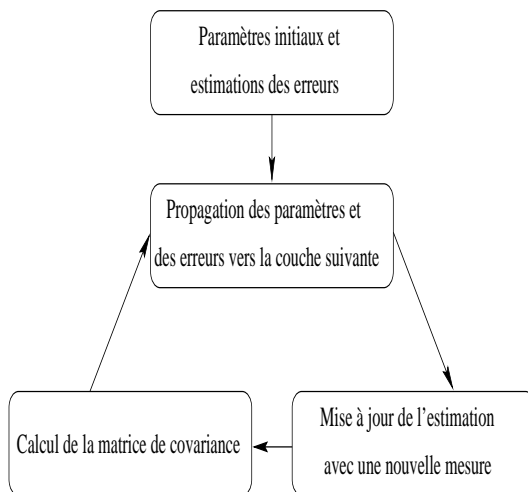 Paramètres initiaux et
estimations des erreurs
Propagation des paramètres et
des erreurs vers la couche suivante
Calcul de la matrice de covariance
Mise à jour de l'estimation
avec une nouvelle mesure